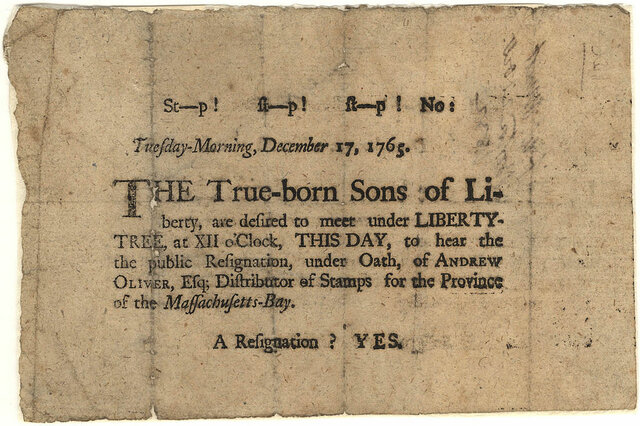 St—p! ſt—p! ſt—p! No:
Tueſday-Morning, December 17, 1765.
THE True-born Sons of Li-
berty, are deſired to meet under LIBERTY-
TREE, at XII o'Clock, THIS DAY, to hear the
the public Reſignation, under Oath, of ANDREW
OLIVER, Eſq; Diſtributor of Stamps for the Province
of the Maſſachuſetts-Bay.
A Reſignation ? YES.